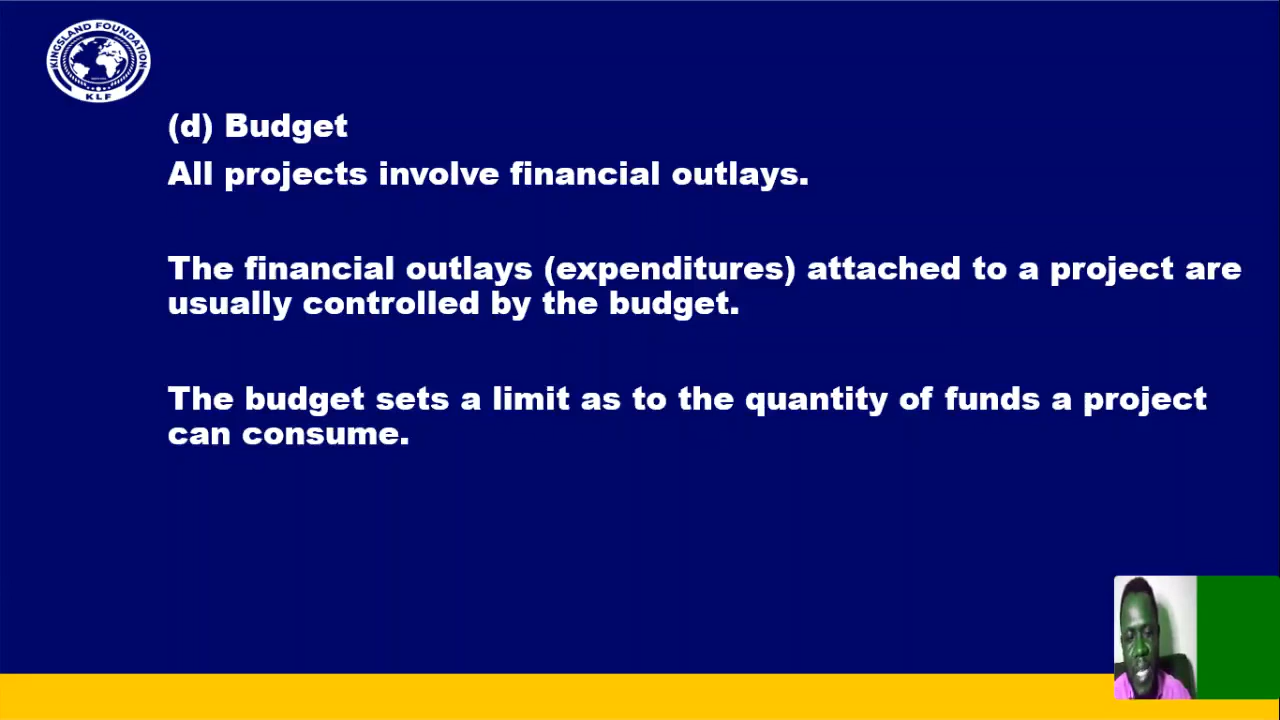 KINGSLAND FOUNDATION
KLF
(d) Budget
All projects involve financial outlays.
The financial outlays (expenditures) attached to a project are
usually controlled by the budget.
The budget sets a limit as to the quantity of funds a project
can consume.